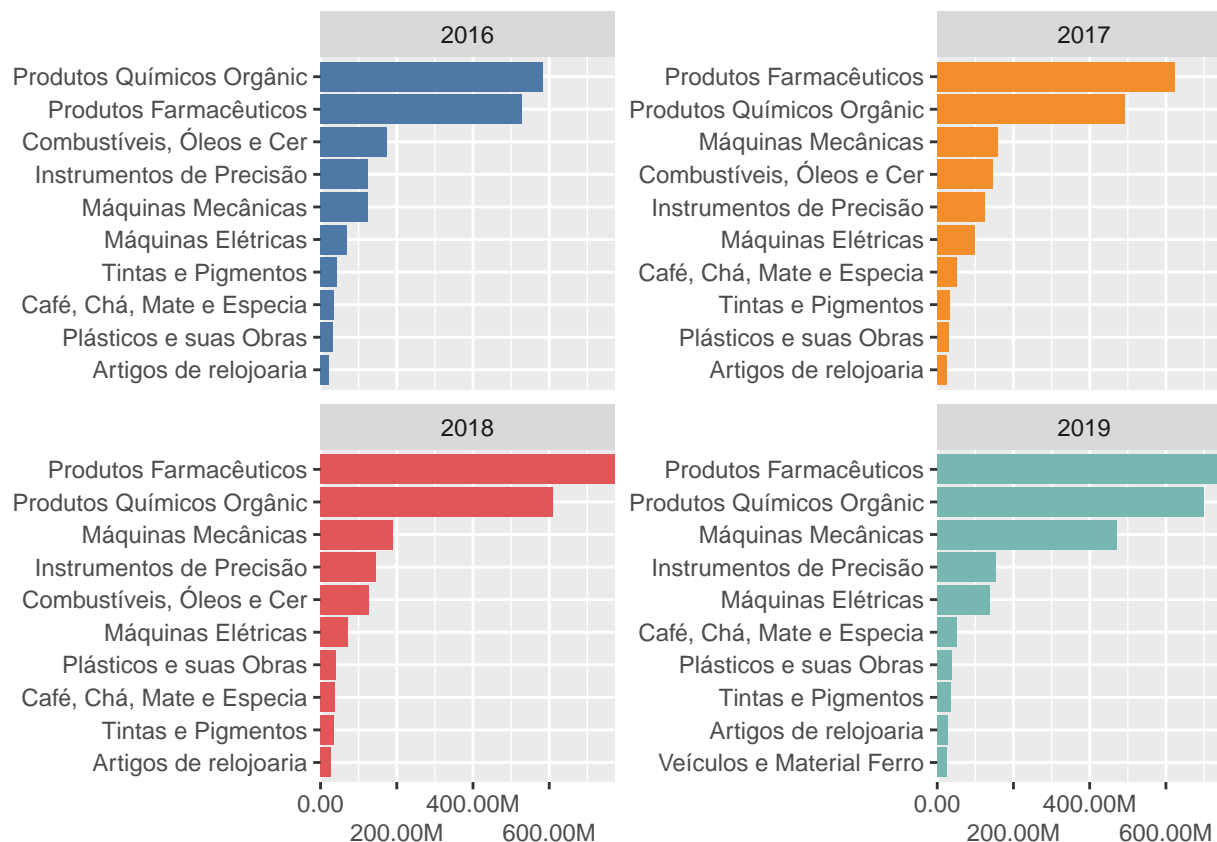 2016
Produtos Químicos Orgânic
Produtos Farmacêuticos
Combustíveis, Óleos e Cer
Instrumentos de Precisão
Máquinas Mecânicas
Máquinas Elétricas
Tintas e Pigmentos
Café, Chá, Mate e Especia
Plásticos e suas Obras
Artigos de relojoaria
2017
Produtos Farmacêuticos
Produtos Químicos Orgânic
Máquinas Mecânicas
Combustíveis, Óleos e Cer
Instrumentos de Precisão
Máquinas Elétricas
Café, Chá, Mate e Especia
Tintas e Pigmentos
Plásticos e suas Obras
Artigos de relojoaria
2018
Produtos Farmacêuticos
Produtos Químicos Orgânic
Máquinas Mecânicas
Instrumentos de Precisão
Combustíveis, Óleos e Cer
Máquinas Elétricas
Plásticos e suas Obras
Café, Chá, Mate e Especia
Tintas e Pigmentos
Artigos de relojoaria
0.00 400.00M
200.00M 600.00M
2019
Produtos Farmacêuticos
Produtos Químicos Orgânic
Máquinas Mecânicas
Instrumentos de Precisão
Máquinas Elétricas
Café, Chá, Mate e Especia
Plásticos e suas Obras
Tintas e Pigmentos
Artigos de relojoaria
Veículos e Material Ferro
0.00 400.00M
200.00M 600.00M